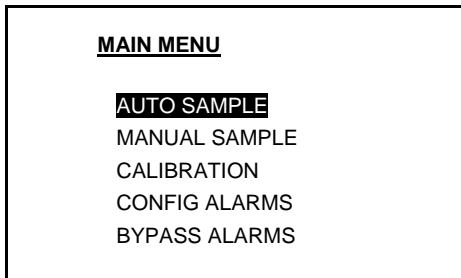 MAIN MENU
AUTO SAMPLE
MANUAL SAMPLE
CALIBRATION
CONFIG ALARMS
BYPASS ALARMS